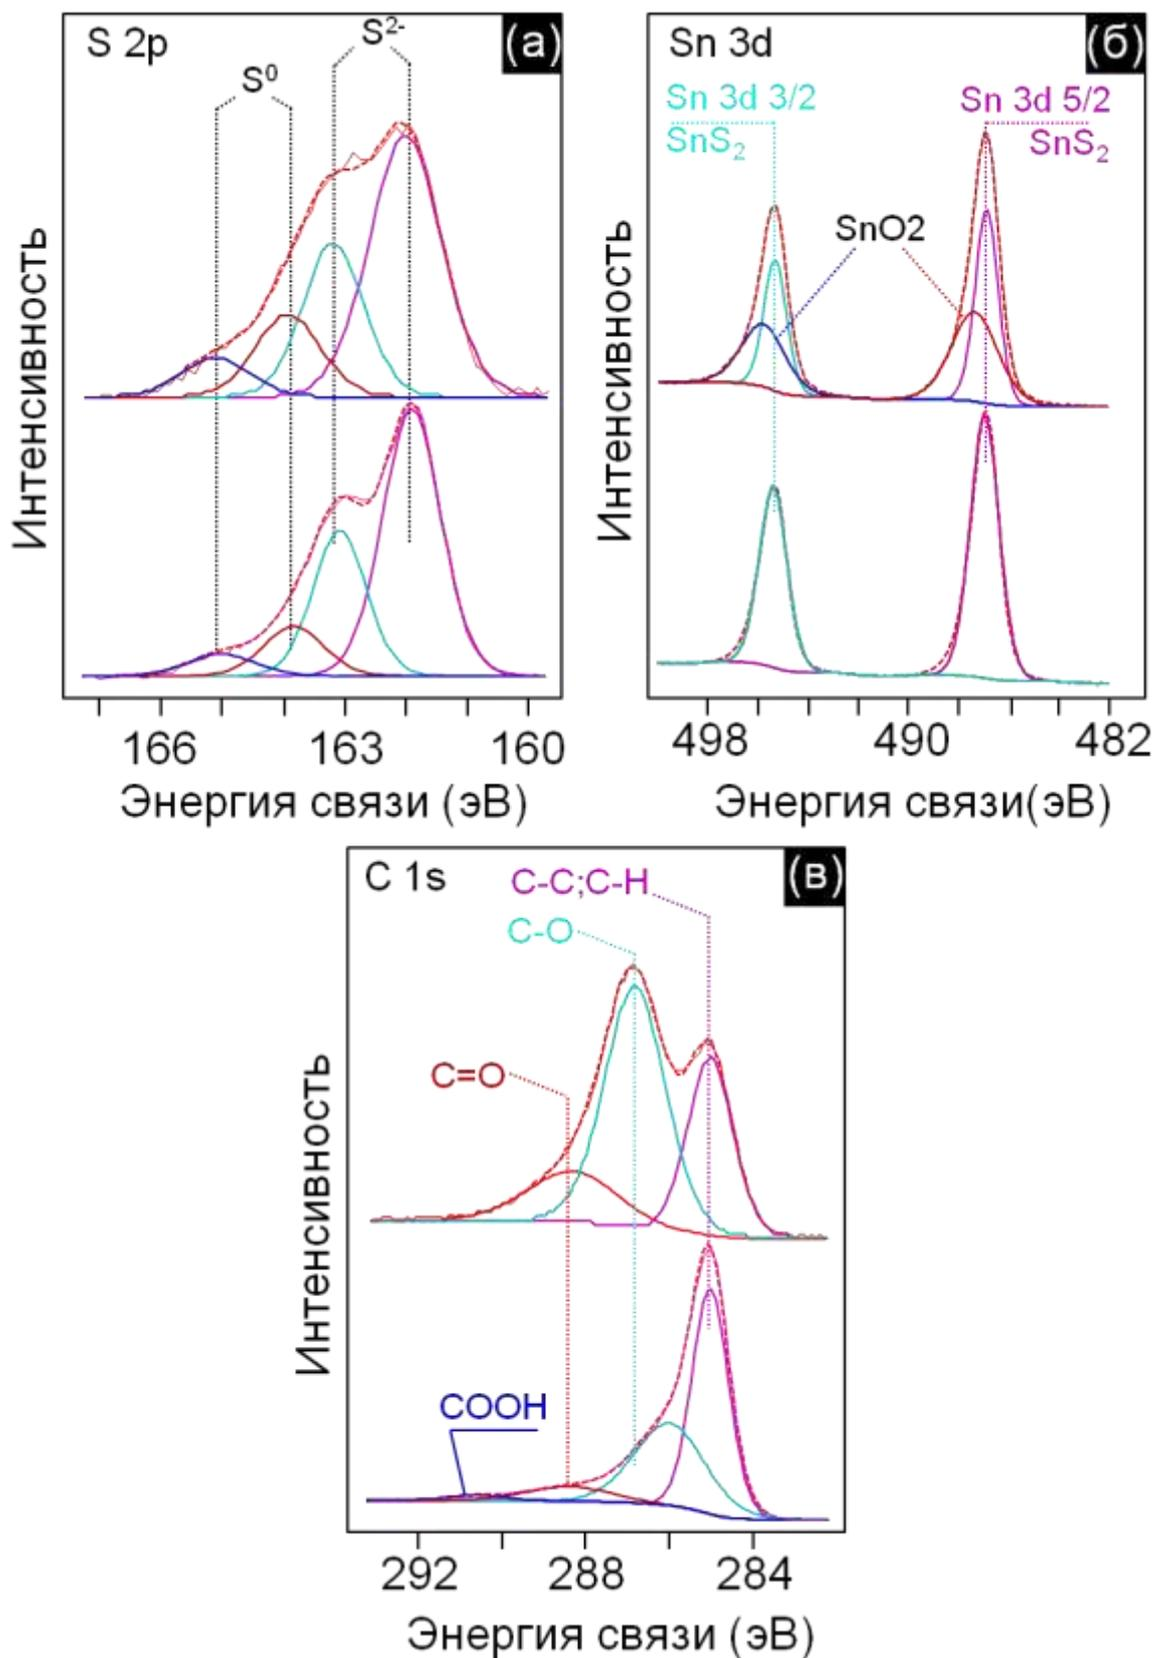 S 2p
S²⁻
(а)
S⁰
Интенсивность
166 163 160
Энергия связи (эВ)
Sn 3d
(б)
Sn 3d 3/2
SnS₂
Sn 3d 5/2
SnS₂
SnO2
Интенсивность
498 490 482
Энергия связи(эВ)
C 1s
(в)
C-C;C-H
C-O
C=O
COOH
Интенсивность
292 288 284
Энергия связи (эВ)